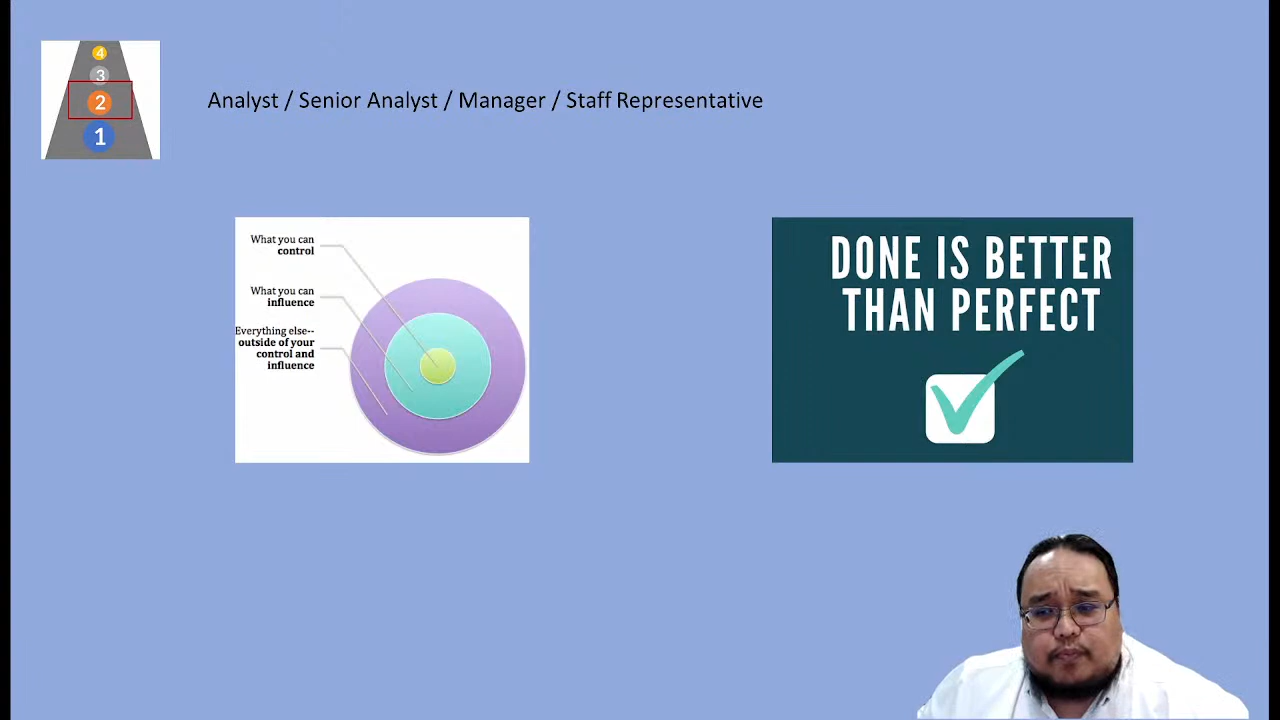 4
3
2
1
Analyst / Senior Analyst / Manager / Staff Representative
What you can
control
What you can
influence
Everything else--
outside of your
control and
influence
DONE IS BETTER
THAN PERFECT